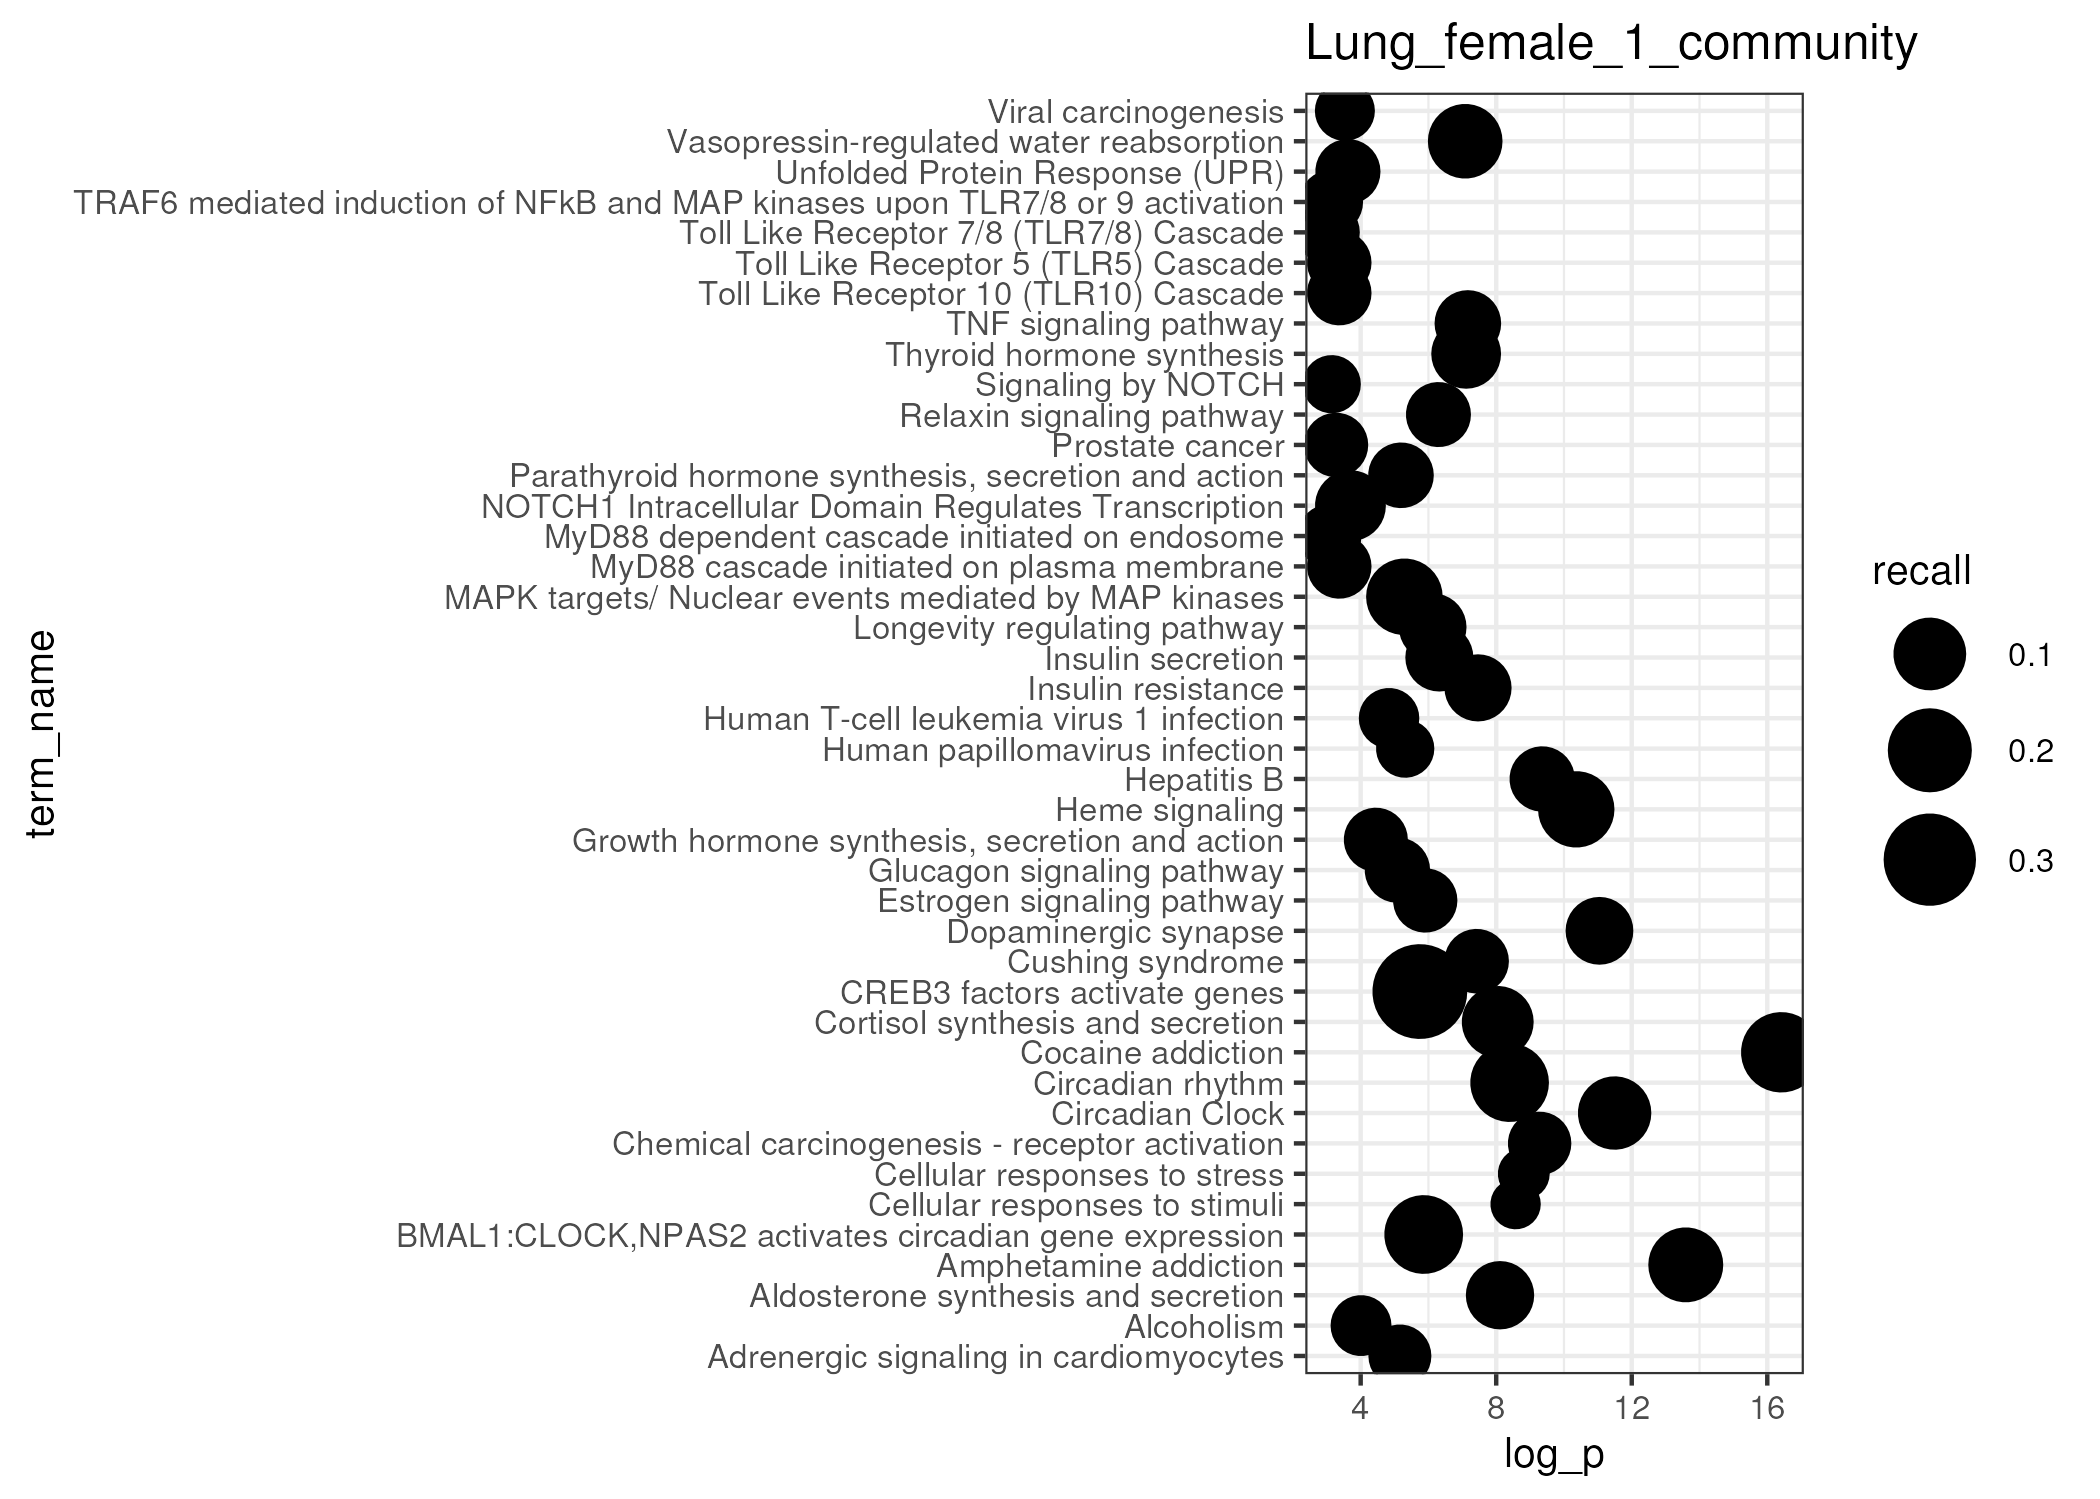 Lung_female_1_community
Viral carcinogenesis
Vasopressin-regulated water reabsorption
Unfolded Protein Response (UPR)
TRAF6 mediated induction of NFkB and MAP kinases upon TLR7/8 or 9 activation
Toll Like Receptor 7/8 (TLR7/8) Cascade
Toll Like Receptor 5 (TLR5) Cascade
Toll Like Receptor 10 (TLR10) Cascade
TNF signaling pathway
Thyroid hormone synthesis
Signaling by NOTCH
Relaxin signaling pathway
Prostate cancer
Parathyroid hormone synthesis, secretion and action
NOTCH1 Intracellular Domain Regulates Transcription
MyD88 dependent cascade initiated on endosome
MyD88 cascade initiated on plasma membrane
MAPK targets/ Nuclear events mediated by MAP kinases
Longevity regulating pathway
Insulin secretion
Insulin resistance
Human T-cell leukemia virus 1 infection
Human papillomavirus infection
Hepatitis B
Heme signaling
Growth hormone synthesis, secretion and action
Glucagon signaling pathway
Estrogen signaling pathway
Dopaminergic synapse
Cushing syndrome
CREB3 factors activate genes
Cortisol synthesis and secretion
Cocaine addiction
Circadian rhythm
Circadian Clock
Chemical carcinogenesis - receptor activation
Cellular responses to stress
Cellular responses to stimuli
BMAL1:CLOCK,NPAS2 activates circadian gene expression
Amphetamine addiction
Aldosterone synthesis and secretion
Alcoholism
Adrenergic signaling in cardiomyocytes
term_name
4 8 12 16
log_p
recall
0.1
0.2
0.3